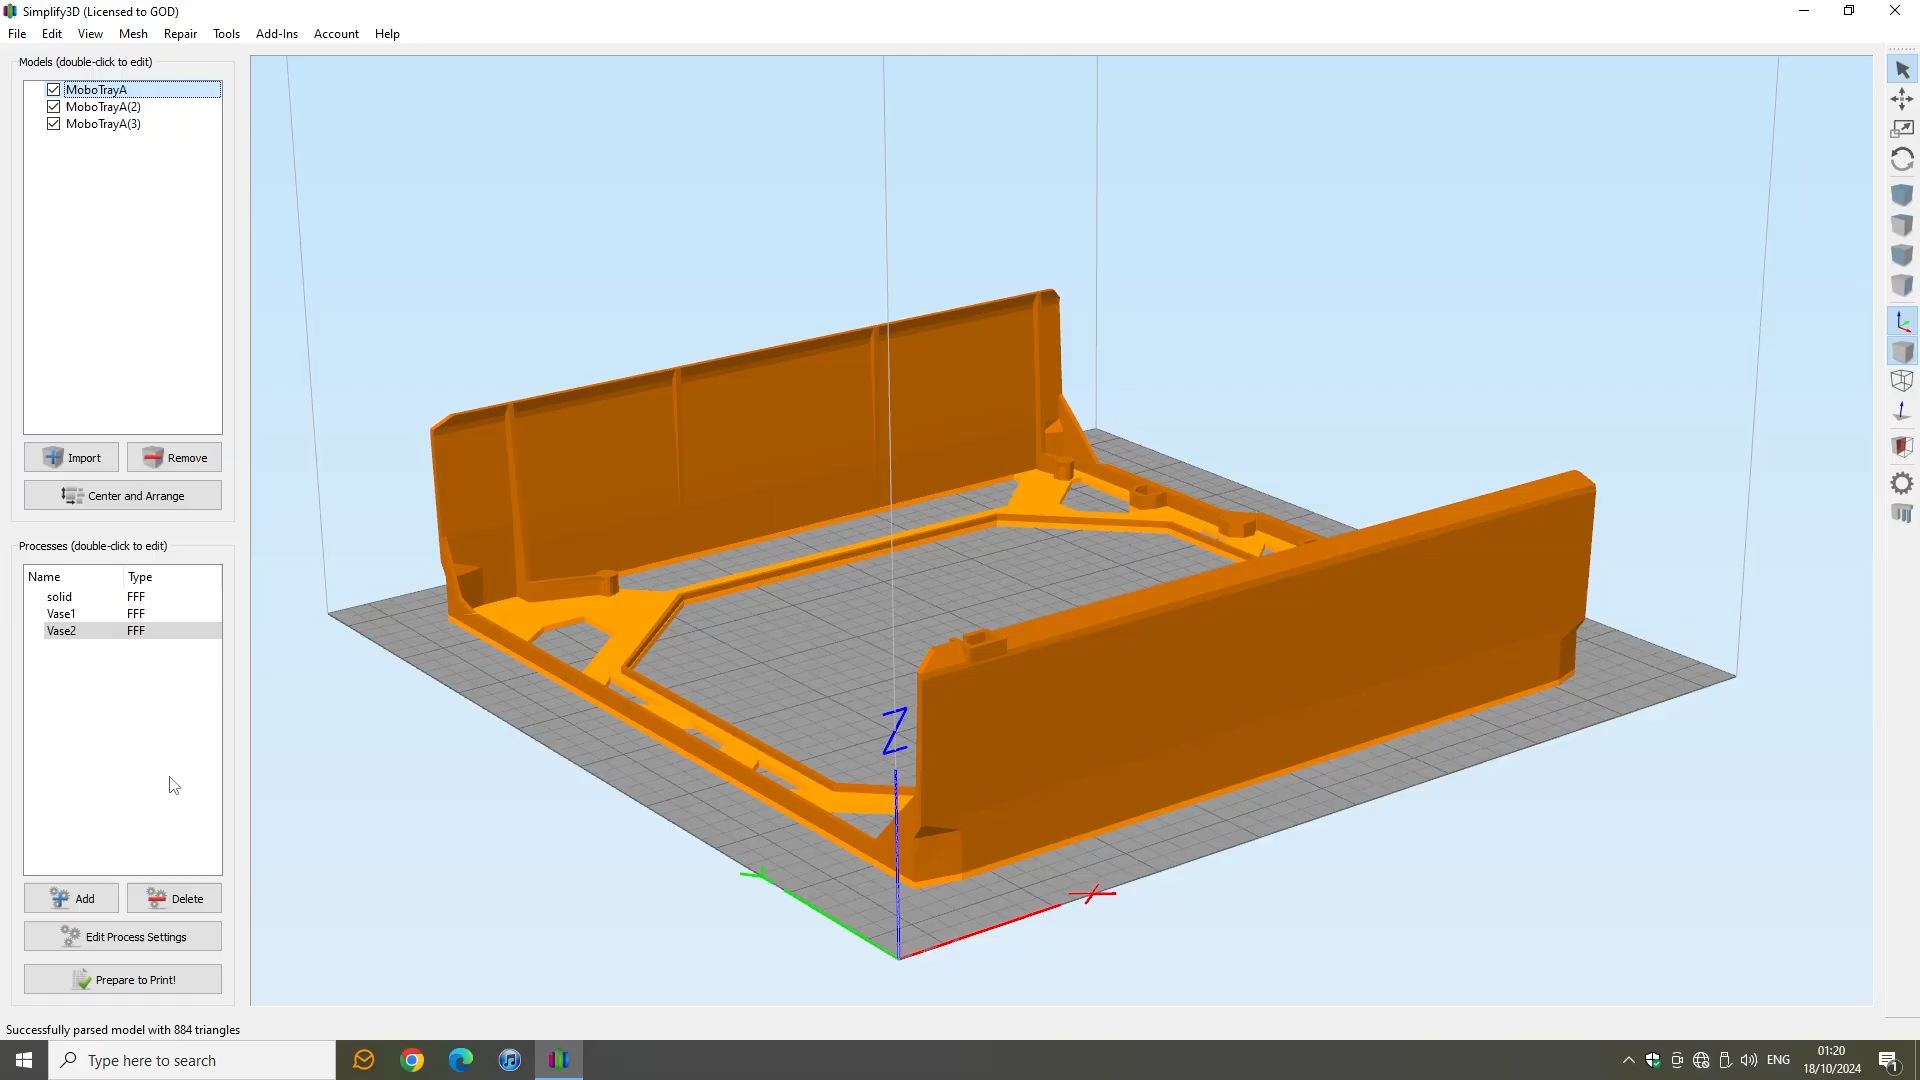 Simplify3D (Licensed to GOD)
File Edit View Mesh Repair Tools Add-Ins Account Help
Models (double-click to edit)
MoboTrayA
MoboTrayA(2)
MoboTrayA(3)
Import Remove
Center and Arrange
Processes (double-click to edit)
Name Type
solid FFF
Vase1 FFF
Vase2 FFF
Add Delete
Edit Process Settings
Prepare to Print!
Z
Successfully parsed model with 884 triangles
Type here to search
ENG
01:20
18/10/2024
1